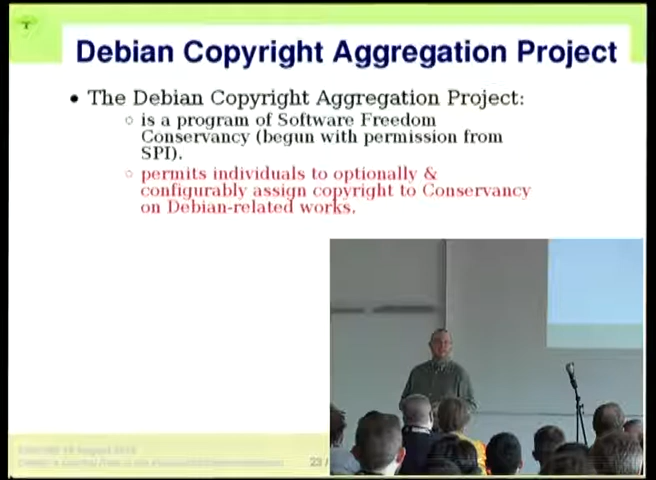 Debian Copyright Aggregation Project
• The Debian Copyright Aggregation Project:
○ is a program of Software Freedom
Conservancy (begun with permission from
SPI).
○ permits individuals to optionally &
configurably assign copyright to Conservancy
on Debian-related works.
23 /